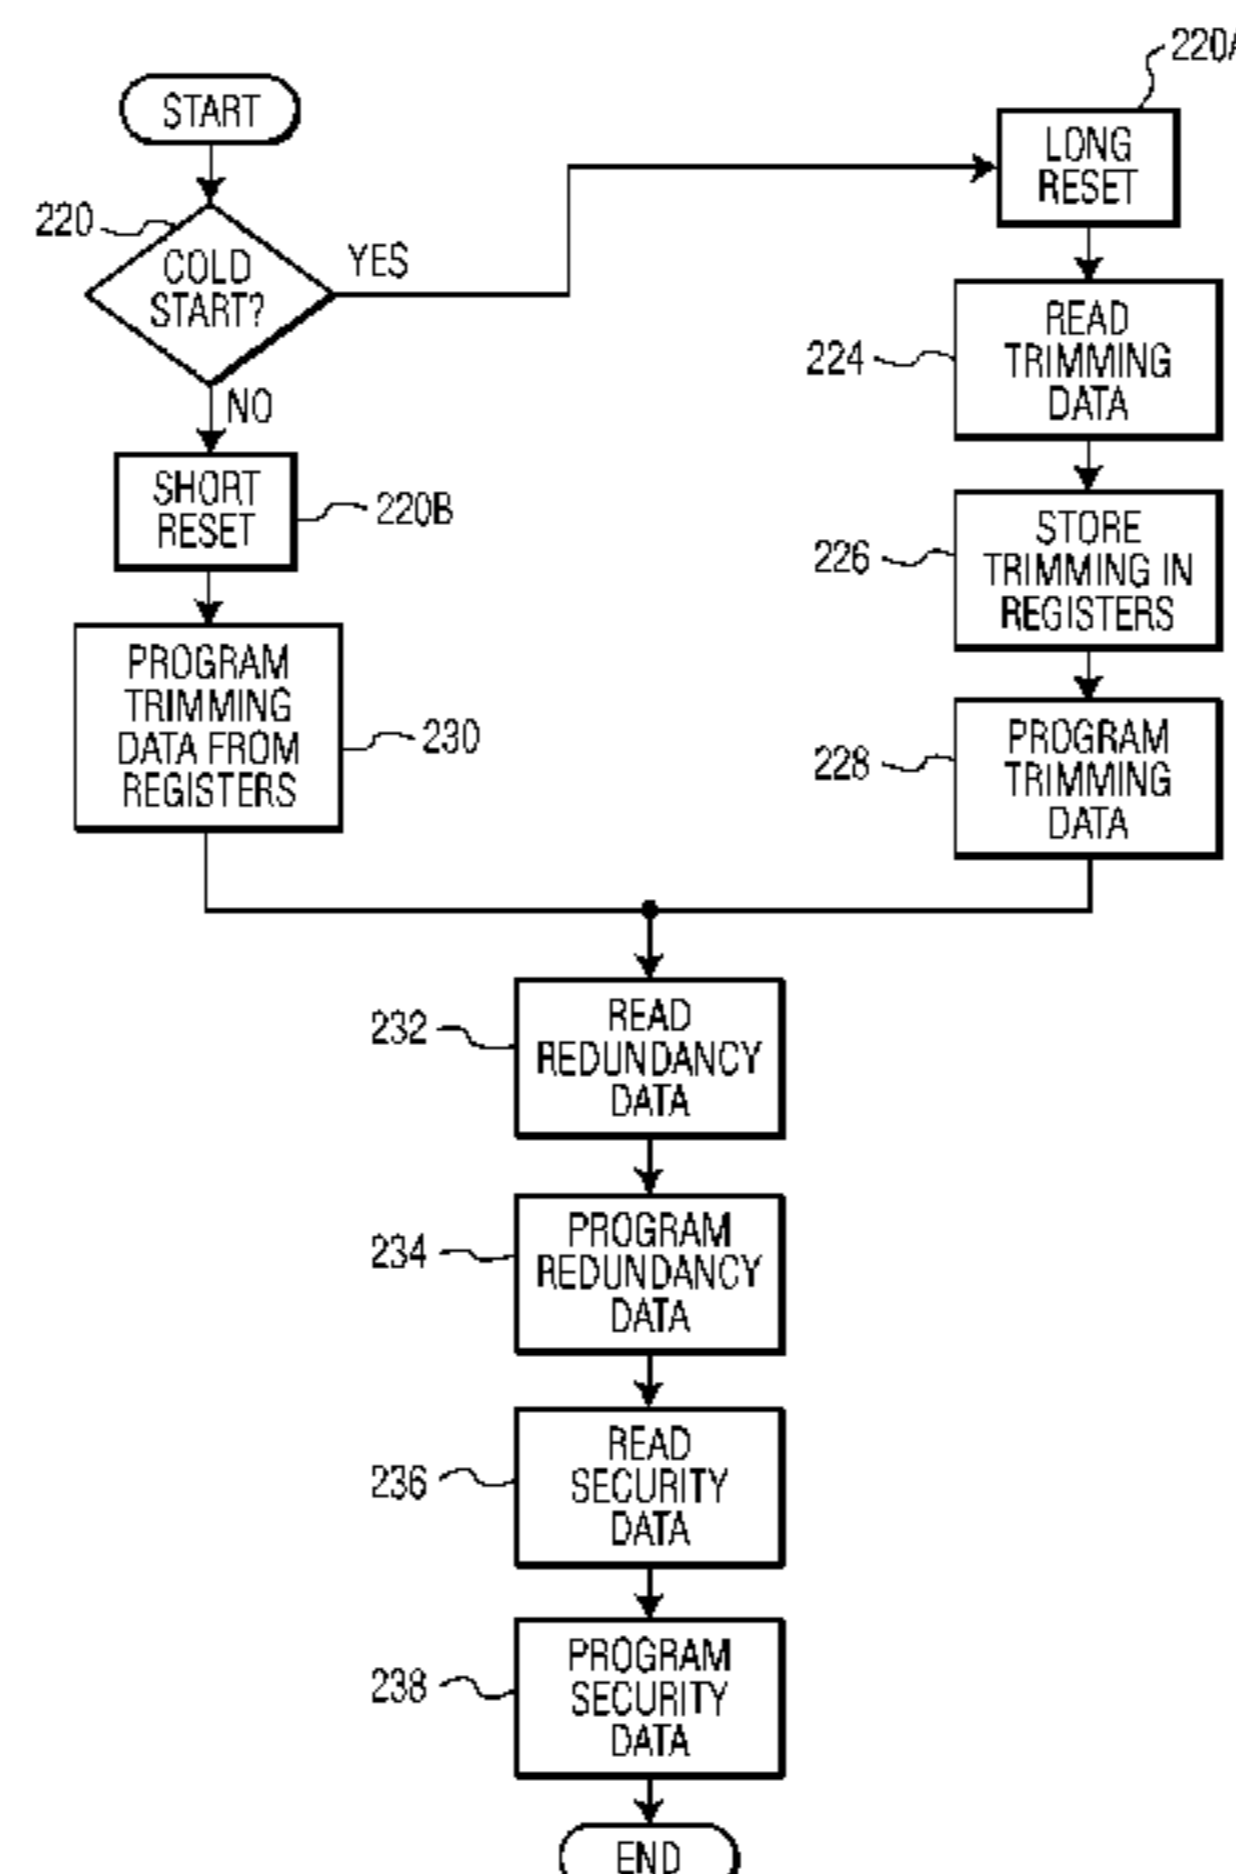 START
220
COLD
START?
YES
NO
220A
LONG
RESET
224
READ
TRIMMING
DATA
SHORT
RESET
220B
226
STORE
TRIMMING IN
REGISTERS
PROGRAM
TRIMMING
DATA FROM
REGISTERS
230
228
PROGRAM
TRIMMING
DATA
232
READ
REDUNDANCY
DATA
234
PROGRAM
REDUNDANCY
DATA
236
READ
SECURITY
DATA
238
PROGRAM
SECURITY
DATA
END